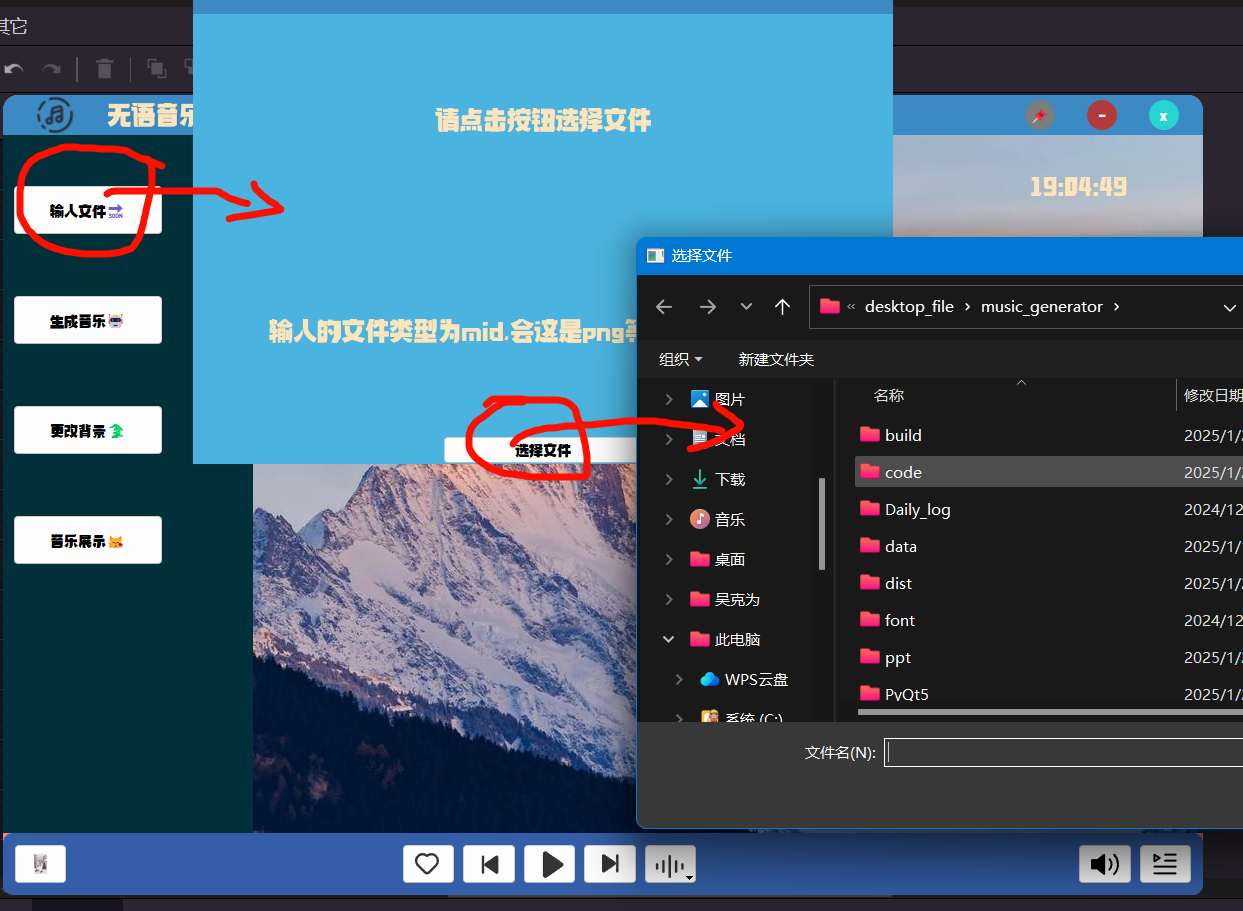 其它
请点击按钮选择文件
无语音乐
x
19:04:49
输入文件
SOON
选择文件
desktop_file
music_generator
输入的文件类型为mid,会这是png
生成音乐
组织
新建文件夹
名称
修改日期
图片
文档
下载
音乐
桌面
吴克为
此电脑
WPS云盘
系统 (C:)
build
2025/1/
code
2025/1/
Daily_log
2024/12
data
2025/1/
dist
2025/1/
font
2024/12
ppt
2025/1/
PyQt5
2025/1/
更改背景
选择文件
音乐展示
文件名(N):